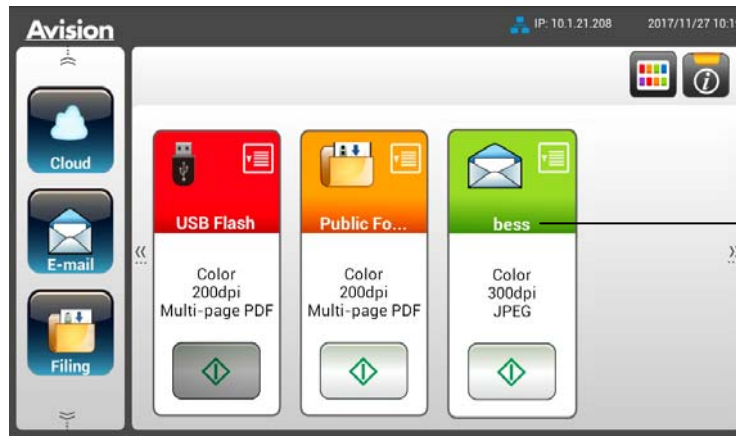 Avision
IP: 10.1.21.208
2017/11/27 10:1
Cloud
E-mail
Filing
USB Flash
Color
200dpi
Multi-page PDF
Public Fo...
Color
200dpi
Multi-page PDF
bess
Color
300dpi
JPEG